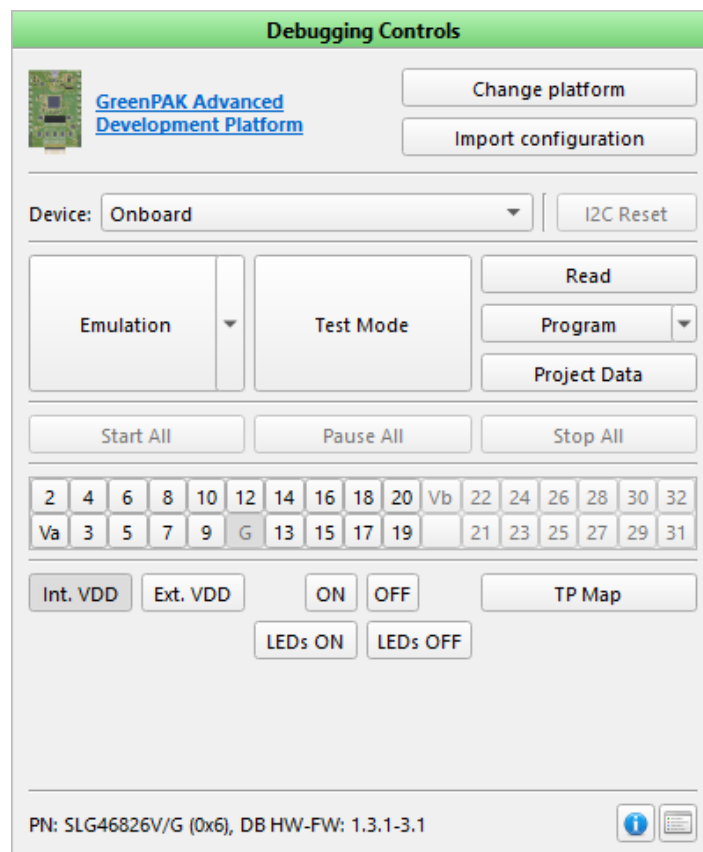 Debugging Controls
GreenPAK Advanced
Development Platform
Change platform
Import configuration
Device: Onboard I2C Reset
Emulation
Test Mode
Read
Program
Project Data
Start All Pause All Stop All
2 4 6 8 10 12 14 16 18 20 Vb 22 24 26 28 30 32
Va 3 5 7 9 G 13 15 17 19 21 23 25 27 29 31
Int. VDD Ext. VDD ON OFF TP Map
LEDs ON LEDs OFF
PN: SLG46826V/G (0x6), DB HW-FW: 1.3.1-3.1